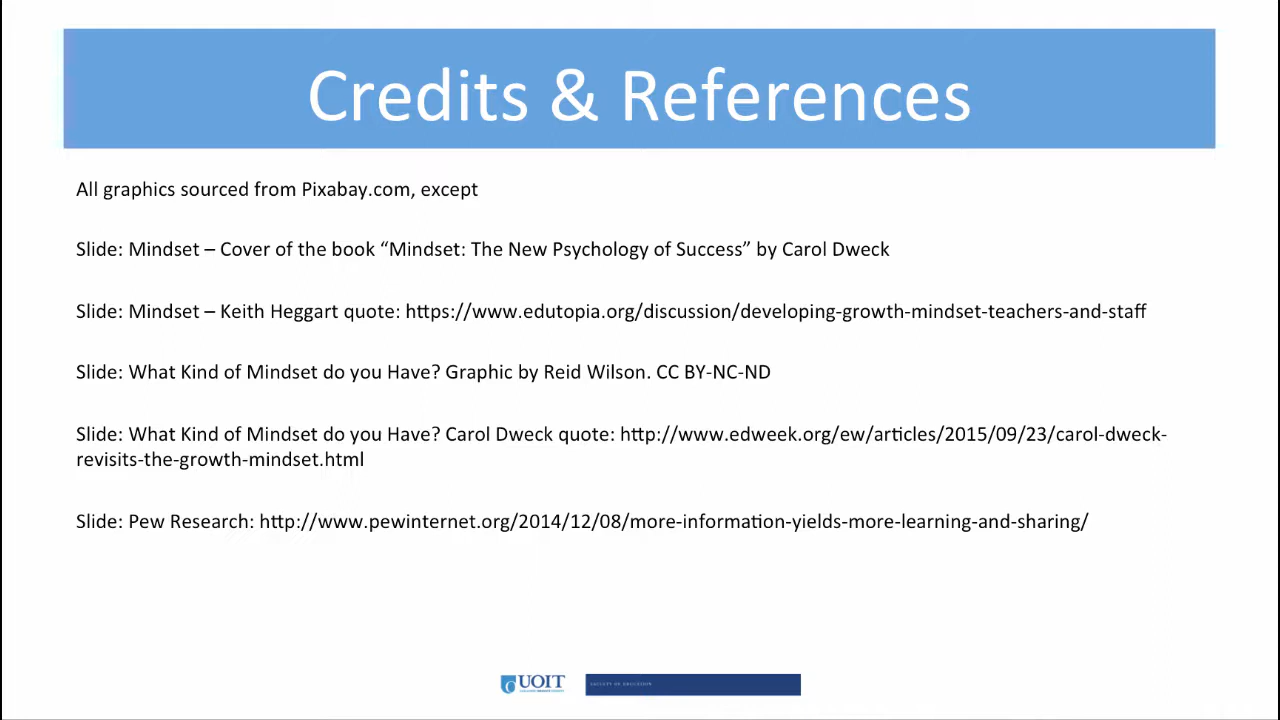 Credits & References
All graphics sourced from Pixabay.com, except
Slide: Mindset – Cover of the book “Mindset: The New Psychology of Success” by Carol Dweck
Slide: Mindset – Keith Heggart quote: https://www.edutopia.org/discussion/developing-growth-mindset-teachers-and-staff
Slide: What Kind of Mindset do you Have? Graphic by Reid Wilson. CC BY-NC-ND
Slide: What Kind of Mindset do you Have? Carol Dweck quote: http://www.edweek.org/ew/articles/2015/09/23/carol-dweck-
revisits-the-growth-mindset.html
Slide: Pew Research: http://www.pewinternet.org/2014/12/08/more-information-yields-more-learning-and-sharing/
UOIT
FACULTY OF EDUCATION